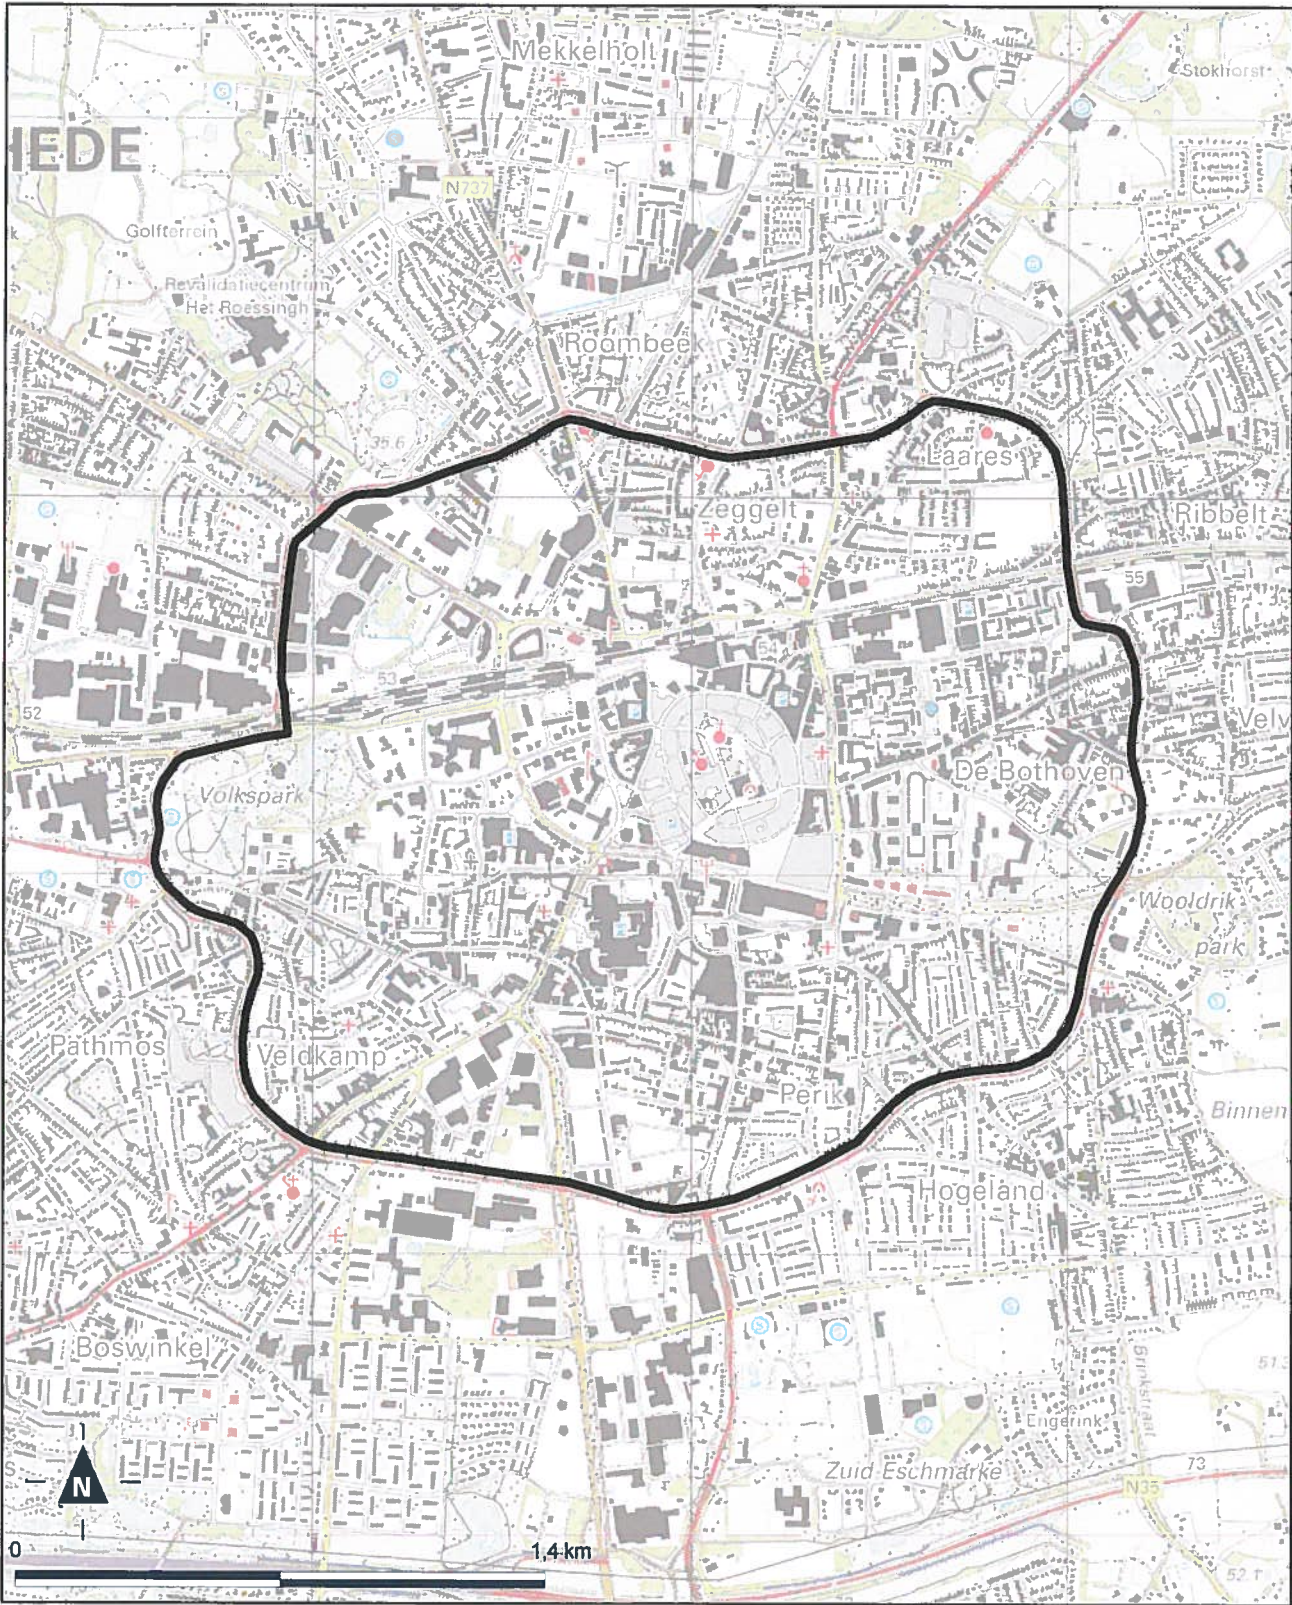 Mekkelholt
Stokhorst
HEDE
N737
Golfterrein
k
Revalidatiecentrum
Het Roessingh
Roombeek
35.6
Laares
Zeggelt
Ribbelt
55
54
53
52
Velv
De Bothoven
Volkspark
Wooldrik
park
Pathmos
Veldkamp
Perik
Binnen
Hogeland
Boswinkel
Brinkstraat
51.3
Engerink
S
N
Zuid Eschmarke
73
N35
0
1,4 km
52.1